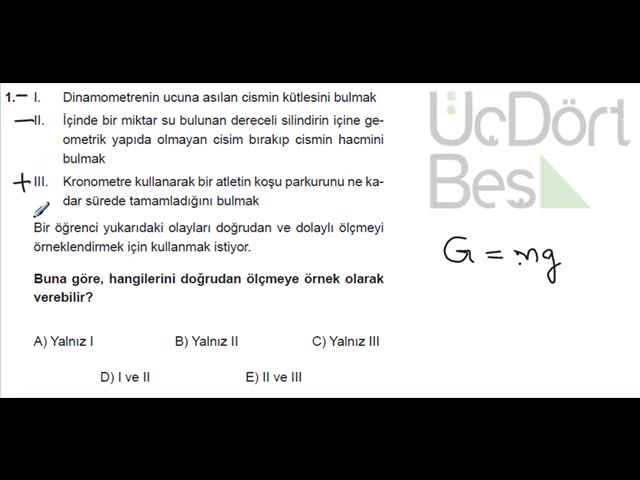 1.- I. Dinamometrenin ucuna asılan cismin kütlesini bulmak
-II. İçinde bir miktar su bulunan dereceli silindirin içine ge-
ometrik yapıda olmayan cisim bırakıp cismin hacmini
bulmak
+III. Kronometre kullanarak bir atletin koşu parkurunu ne ka-
dar sürede tamamladığını bulmak
Bir öğrenci yukarıdaki olayları doğrudan ve dolaylı ölçmeyi
örneklendirmek için kullanmak istiyor.
Buna göre, hangilerini doğrudan ölçmeye örnek olarak
verebilir?
A) Yalnız I B) Yalnız II C) Yalnız III
D) I ve II E) II ve III
ÜçDört
Beş
G = mg